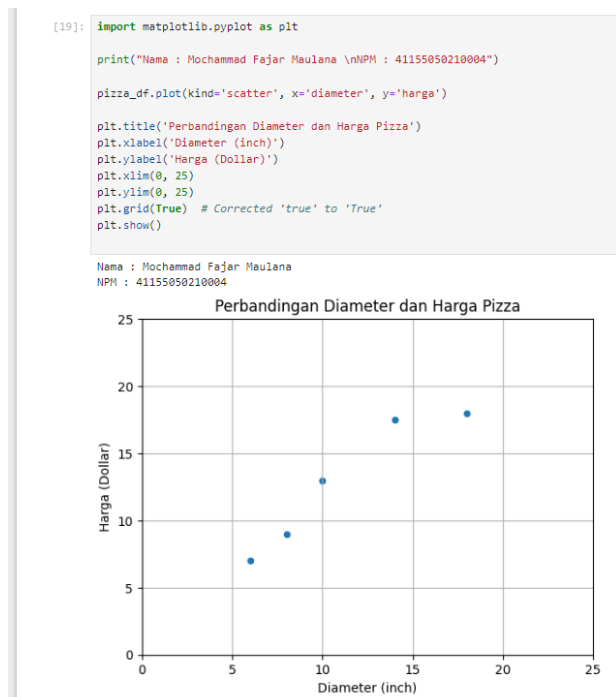 [19]: import matplotlib.pyplot as plt
print("Nama : Mochammad Fajar Maulana \nNPM : 41155050210004")
pizza_df.plot(kind='scatter', x='diameter', y='harga')
plt.title('Perbandingan Diameter dan Harga Pizza')
plt.xlabel('Diameter (inch)')
plt.ylabel('Harga (Dollar)')
plt.xlim(0, 25)
plt.ylim(0, 25)
plt.grid(True)  # Corrected 'true' to 'True'
plt.show()
Nama : Mochammad Fajar Maulana
NPM : 41155050210004
Perbandingan Diameter dan Harga Pizza
25
20
15
10
5
0
Harga (Dollar)
0 5 10 15 20 25
Diameter (inch)